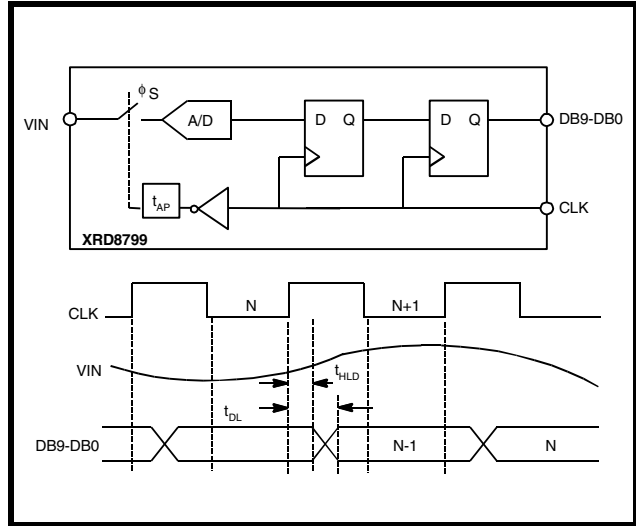 ϕS
VIN
A/D
D Q
D Q
DB9-DB0
tAP
CLK
XRD8799
CLK
N
N+1
VIN
tHLD
tDL
DB9-DB0
N-1
N